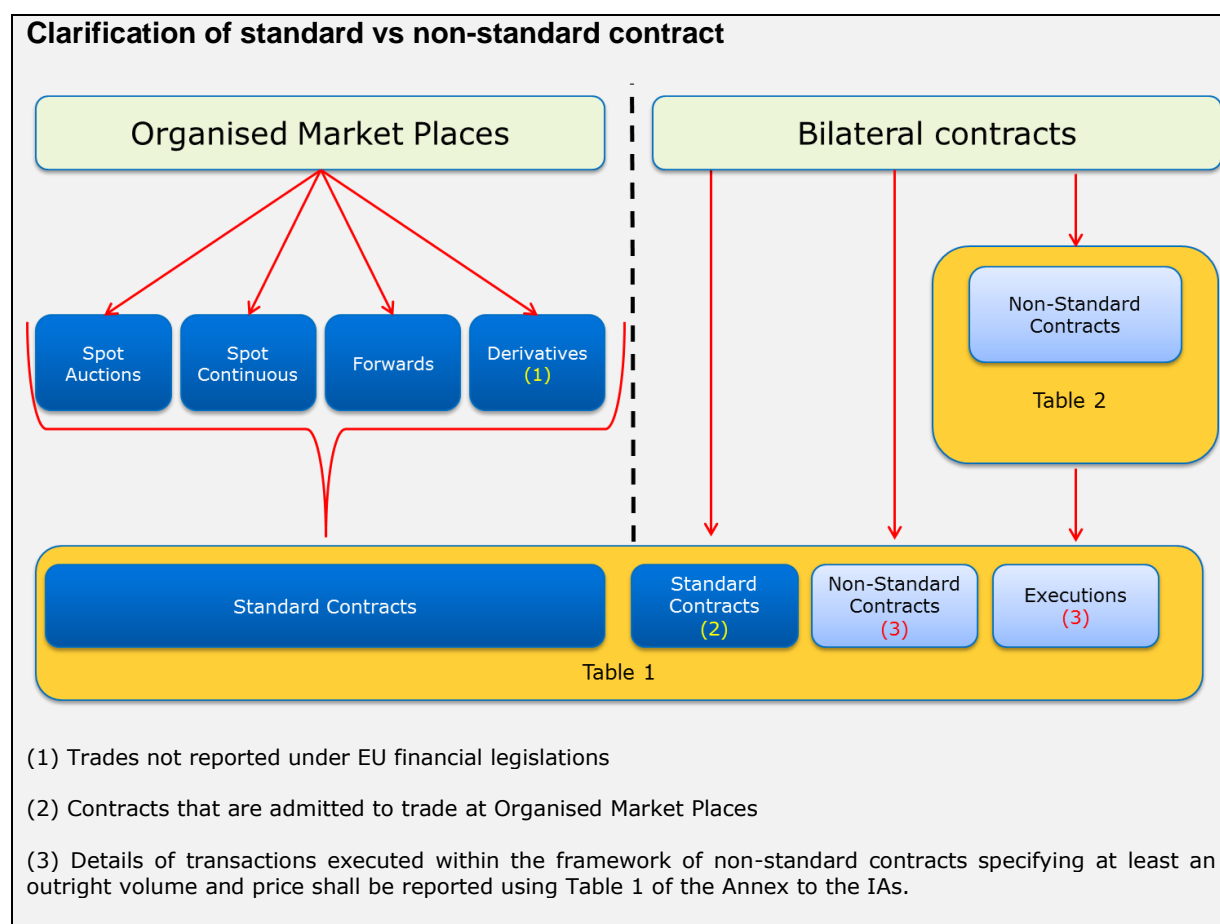 Clarification of standard vs non-standard contract
Organised Market Places
Bilateral contracts
Spot
Auctions
Spot
Continuous
Forwards
Derivatives
(1)
Non-Standard
Contracts
Table 2
Standard Contracts
Standard
Contracts
(2)
Non-Standard
Contracts
(3)
Executions
(3)
Table 1
(1) Trades not reported under EU financial legislations
(2) Contracts that are admitted to trade at Organised Market Places
(3) Details of transactions executed within the framework of non-standard contracts specifying at least an
outright volume and price shall be reported using Table 1 of the Annex to the IAs.